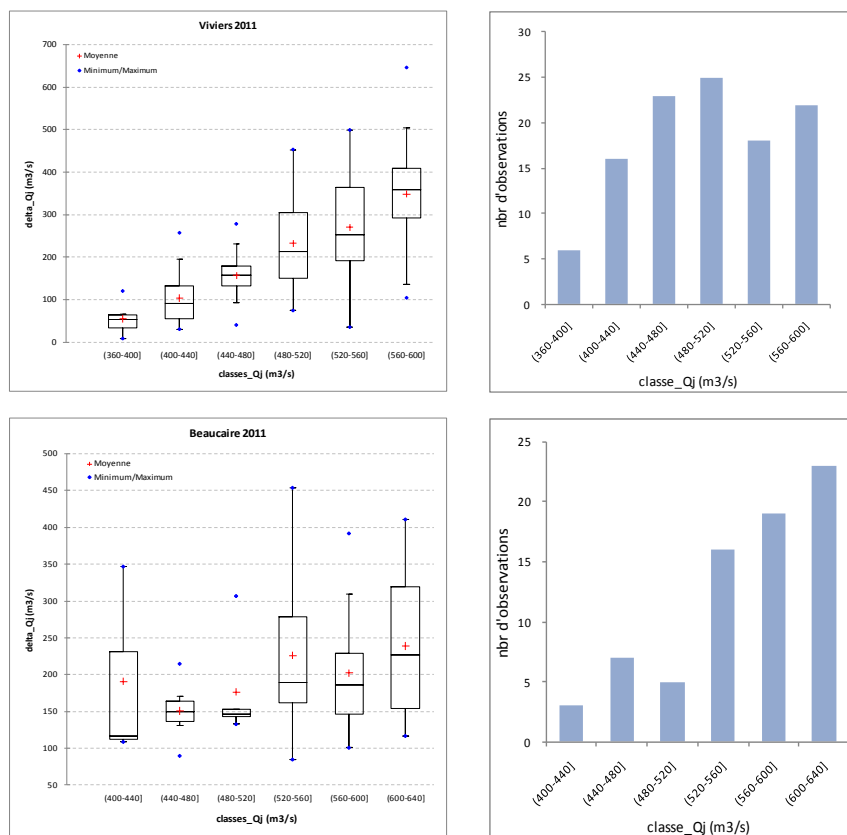 Viviers 2011
700
600
500
400
300
200
100
0
Moyenne
Minimum/Maximum
delta_Qj (m3/s)
(360-400] (400-440] (440-480] (480-520] (520-560] (560-600]
classes_Qj (m3/s)
30
25
20
15
10
5
0
nbr d'observations
(360-400] (400-440] (440-480] (480-520] (520-560] (560-600]
classe_Qj (m3/s)
Beaucaire 2011
500
450
400
350
300
250
200
150
100
50
Moyenne
Minimum/Maximum
delta_Qj (m3/s)
(400-440] (440-480] (480-520] (520-560] (560-600] (600-640]
classes_Qj (m3/s)
25
20
15
10
5
0
nbr d'observations
(400-440] (440-480] (480-520] (520-560] (560-600] (600-640]
classe_Qj (m3/s)